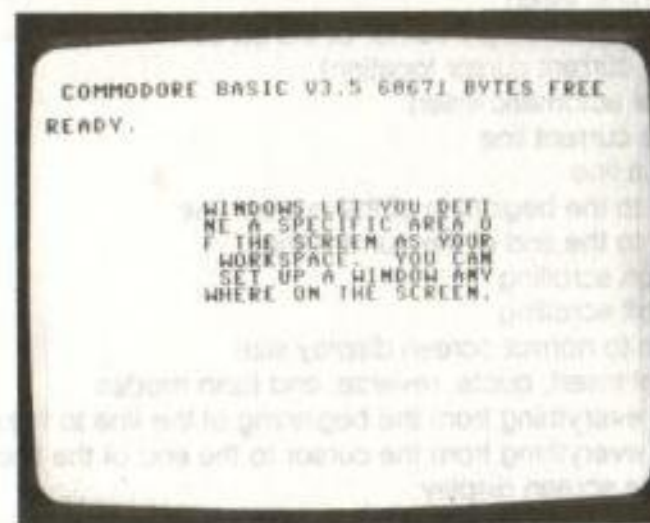 COMMODORE BASIC V3.5 60671 BYTES FREE
READY.
WINDOWS LET YOU DEFI
NE A SPECIFIC AREA O
F THE SCREEN AS YOUR
WORKSPACE. YOU CAN
SET UP A WINDOW ANY
WHERE ON THE SCREEN.